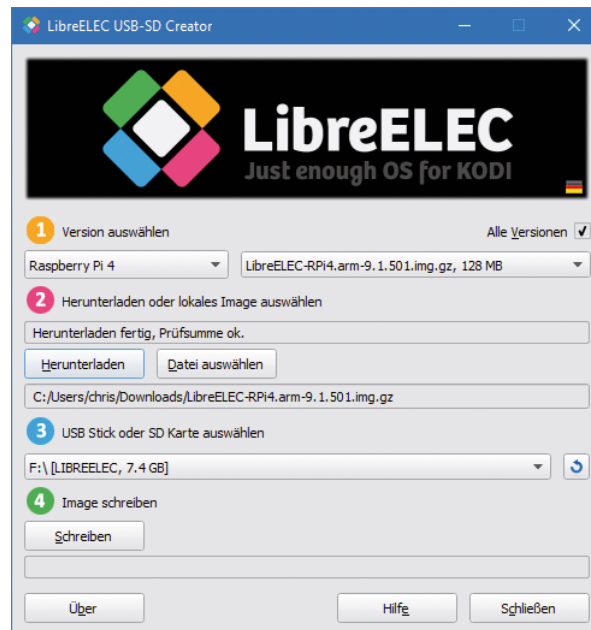 LibreELEC USB-SD Creator
LibreELEC
Just enough OS for KODI
1 Version auswählen Alle Versionen
Raspberry Pi 4 LibreELEC-RPi4.arm-9.1.501.img.gz, 128 MB
2 Herunterladen oder lokales Image auswählen
Herunterladen fertig, Prüfsumme ok.
Herunterladen Datei auswählen
C:/Users/chris/Downloads/LibreELEC-RPi4.arm-9.1.501.img.gz
3 USB Stick oder SD Karte auswählen
F:\ [LIBREELEC, 7.4 GB]
4 Image schreiben
Schreiben
Über Hilfe Schließen